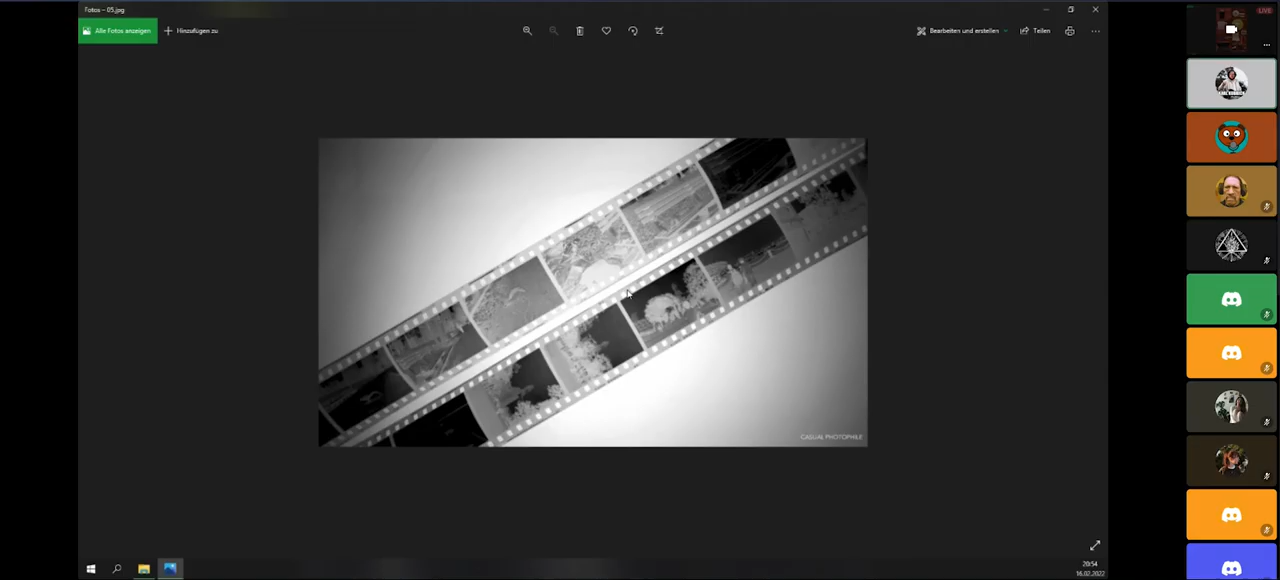 Fotos – 05.jpg
Alle Fotos anzeigen
Hinzufügen zu
Bearbeiten und erstellen
Teilen
LIVE
CASUAL PHOTOPHILE
20:54
16.02.2022